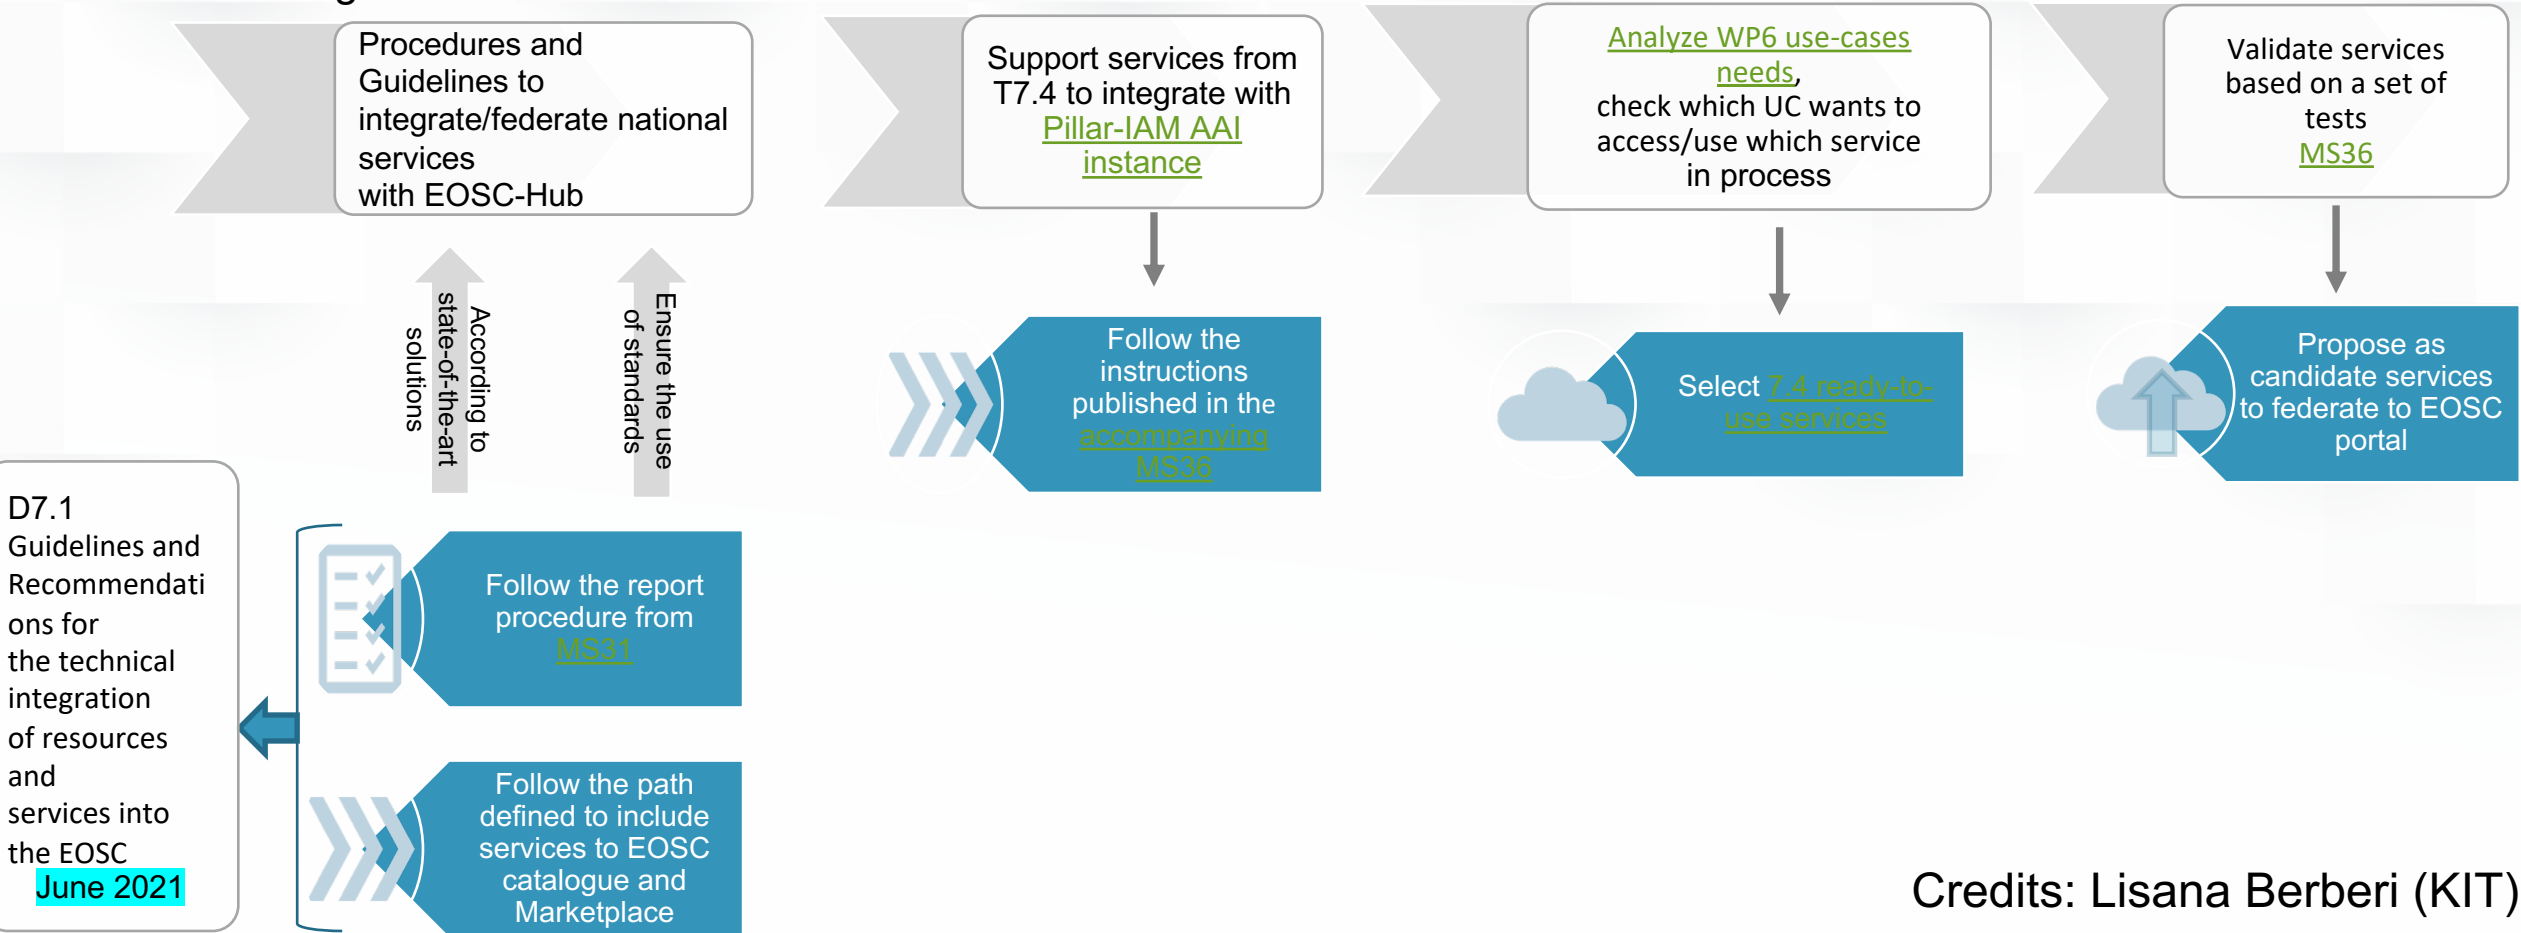 Procedures and
Guidelines to
integrate/federate national
services
with EOSC-Hub
Support services from
T7.4 to integrate with
Pillar-IAM AAI
instance
Analyze WP6 use-cases
needs,
check which UC wants to
access/use which service
in process
Validate services
based on a set of
tests
MS36
According to
state-of-the-art
solutions
Ensure the use
of standards
Follow the
instructions
published in the
accompanying
MS36
Select 7.4 ready-to-
use services
Propose as
candidate services
to federate to EOSC
portal
D7.1
Guidelines and
Recommendati
ons for
the technical
integration
of resources
and
services into
the EOSC
June 2021
Follow the report
procedure from
MS31
Follow the path
defined to include
services to EOSC
catalogue and
Marketplace
Credits: Lisana Berberi (KIT)